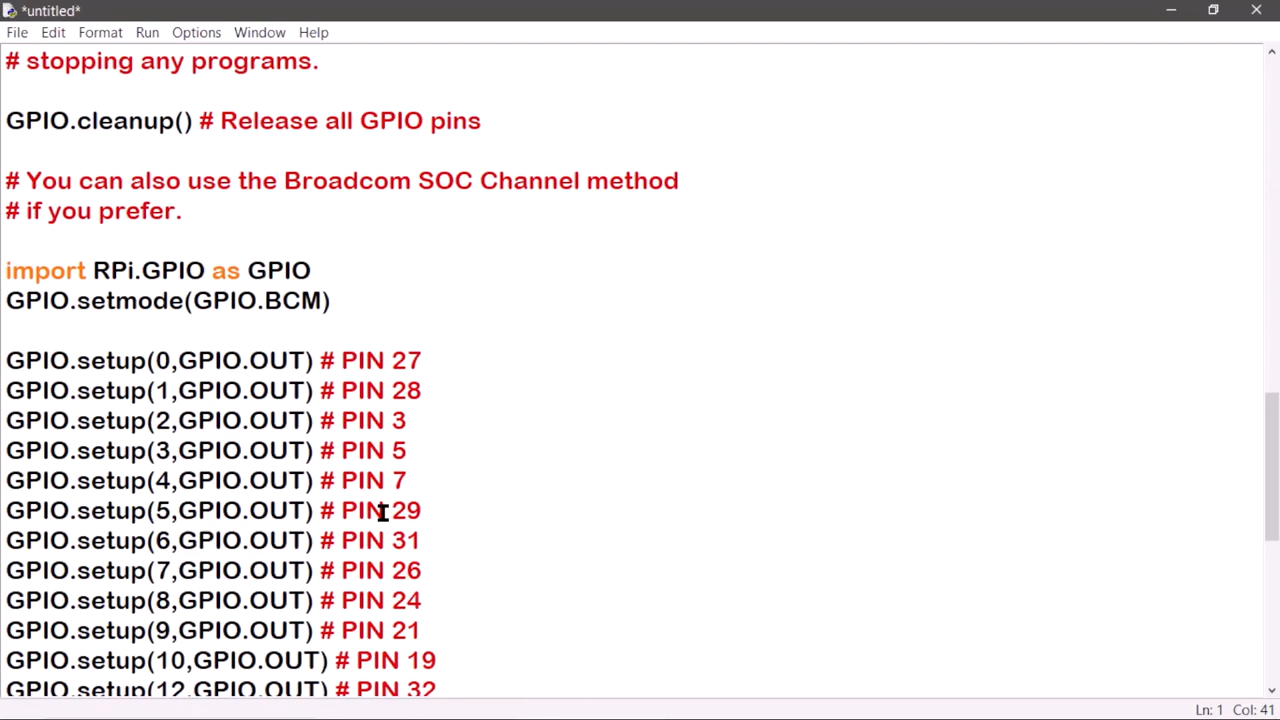 *untitled*
File Edit Format Run Options Window Help
# stopping any programs.
GPIO.cleanup() # Release all GPIO pins
# You can also use the Broadcom SOC Channel method
# if you prefer.
import RPi.GPIO as GPIO
GPIO.setmode(GPIO.BCM)
GPIO.setup(0,GPIO.OUT) # PIN 27
GPIO.setup(1,GPIO.OUT) # PIN 28
GPIO.setup(2,GPIO.OUT) # PIN 3
GPIO.setup(3,GPIO.OUT) # PIN 5
GPIO.setup(4,GPIO.OUT) # PIN 7
GPIO.setup(5,GPIO.OUT) # PIN 29
GPIO.setup(6,GPIO.OUT) # PIN 31
GPIO.setup(7,GPIO.OUT) # PIN 26
GPIO.setup(8,GPIO.OUT) # PIN 24
GPIO.setup(9,GPIO.OUT) # PIN 21
GPIO.setup(10,GPIO.OUT) # PIN 19
GPIO.setup(12,GPIO.OUT) # PIN 32
Ln: 1 Col: 41